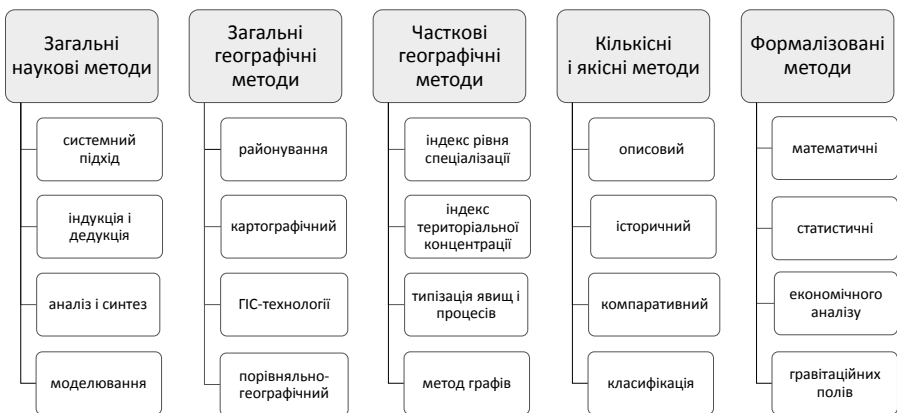 Загальні
наукові методи
системний
підхід
індукція і
дедукція
аналіз і синтез
моделювання
Загальні
географічні
методи
районування
картографічний
ГІС-технології
порівняльно-
географічний
Часткові
географічні
методи
індекс рівня
спеціалізації
індекс
територіальної
концентрації
типізація явищ і
процесів
метод графів
Кількісні
і якісні методи
описовий
історичний
компаративний
класифікація
Формалізовані
методи
математичні
статистичні
економічного
аналізу
гравітаційних
полів